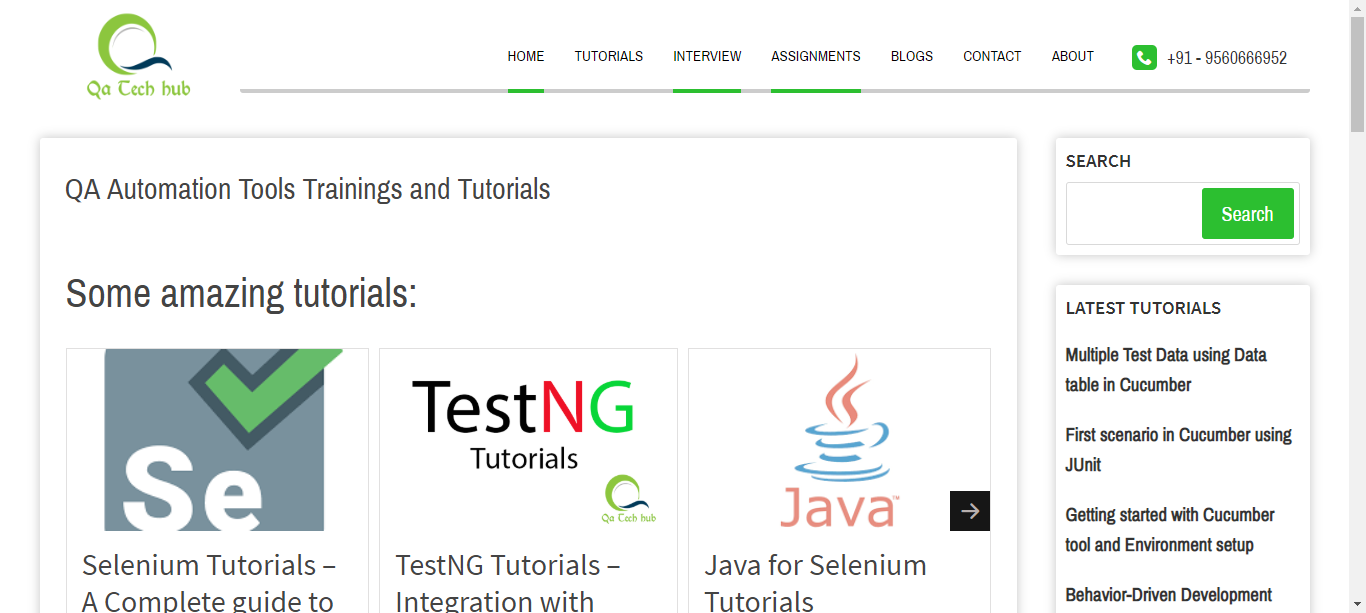 Qa Tech hub
HOME TUTORIALS INTERVIEW ASSIGNMENTS BLOGS CONTACT ABOUT +91 - 9560666952
QA Automation Tools Trainings and Tutorials
Some amazing tutorials:
Se
Selenium Tutorials –
A Complete guide to
TestNG
Tutorials
Qa Tech hub
TestNG Tutorials –
Integration with
Java™
Java for Selenium
Tutorials
SEARCH
Search
LATEST TUTORIALS
Multiple Test Data using Data
table in Cucumber
First scenario in Cucumber using
JUnit
Getting started with Cucumber
tool and Environment setup
Behavior-Driven Development